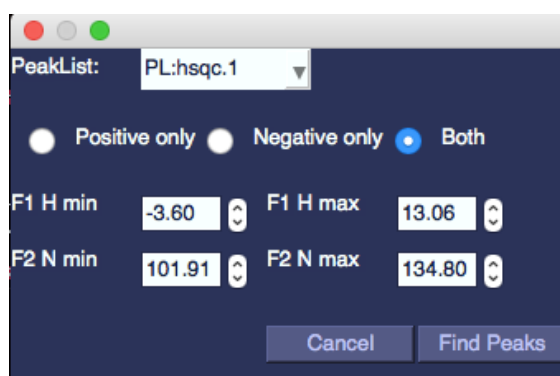 PeakList: PL:hsqc.1
Positive only Negative only Both
F1 H min -3.60 F1 H max 13.06
F2 N min 101.91 F2 N max 134.80
Cancel Find Peaks